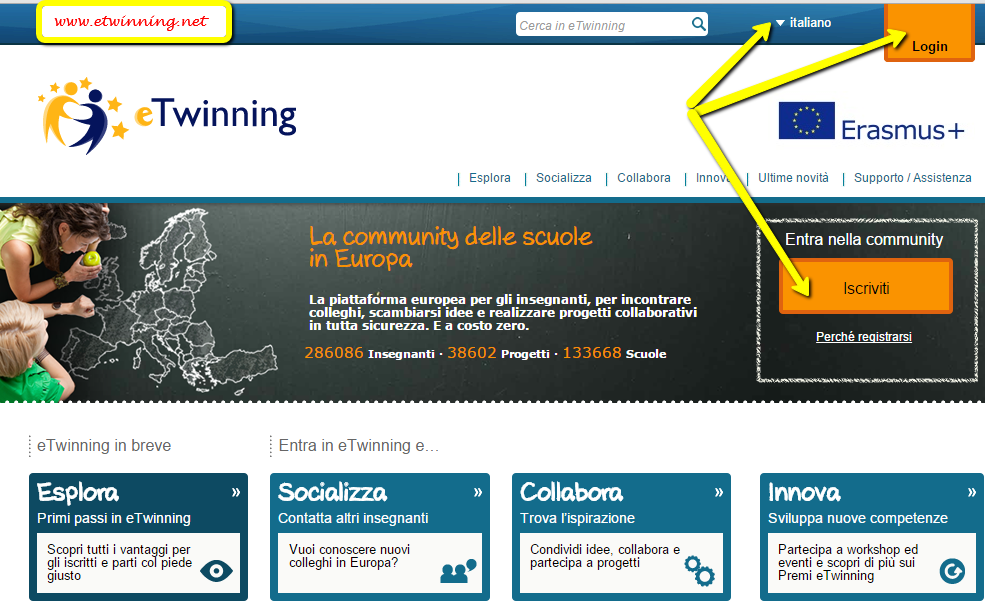 www.etwinning.net
Cerca in eTwinning
italiano
Login
eTwinning
Erasmus+
Esplora
Socializza
Collabora
Innova
Ultime novitá
Supporto / Assistenza
La community delle scuole
in Europa
La piattaforma europea per gli insegnanti, per incontrare
colleghi, scambiarsi idee e realizzare progetti collaborativi
in tutta sicurezza. E a costo zero.
286086 Insegnanti · 38602 Progetti · 133668 Scuole
Entra nella community
Iscriviti
Perché registrarsi
eTwinning in breve
Entra in eTwinning e…
Esplora »
Primi passi in eTwinning
Scopri tutti i vantaggi per
gli iscritti e parti col piede
giusto
Socializza »
Contatta altri insegnanti
Vuoi conoscere nuovi
colleghi in Europa?
Collabora »
Trova l'ispirazione
Condividi idee, collabora e
partecipa a progetti
Innova »
Sviluppa nuove competenze
Partecipa a workshop ed
eventi e scopri di più sui
Premi eTwinning